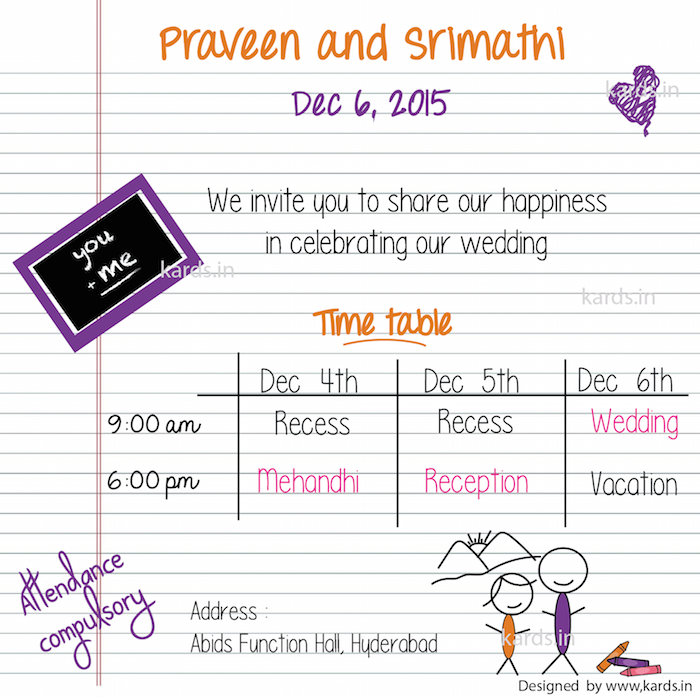 Praveen and Srimathi
Dec 6, 2015
kards.in
We invite you to share our happiness
in celebrating our wedding
you
+ me
kards.in
kards.in
Time table
Dec 4th Dec 5th Dec 6th
9:00 am Recess Recess Wedding
6:00 pm Mehandhi Reception Vacation
Attendance
compulsory
Address :
Abids Function Hall, Hyderabad
kards.in
Designed by www.kards.in